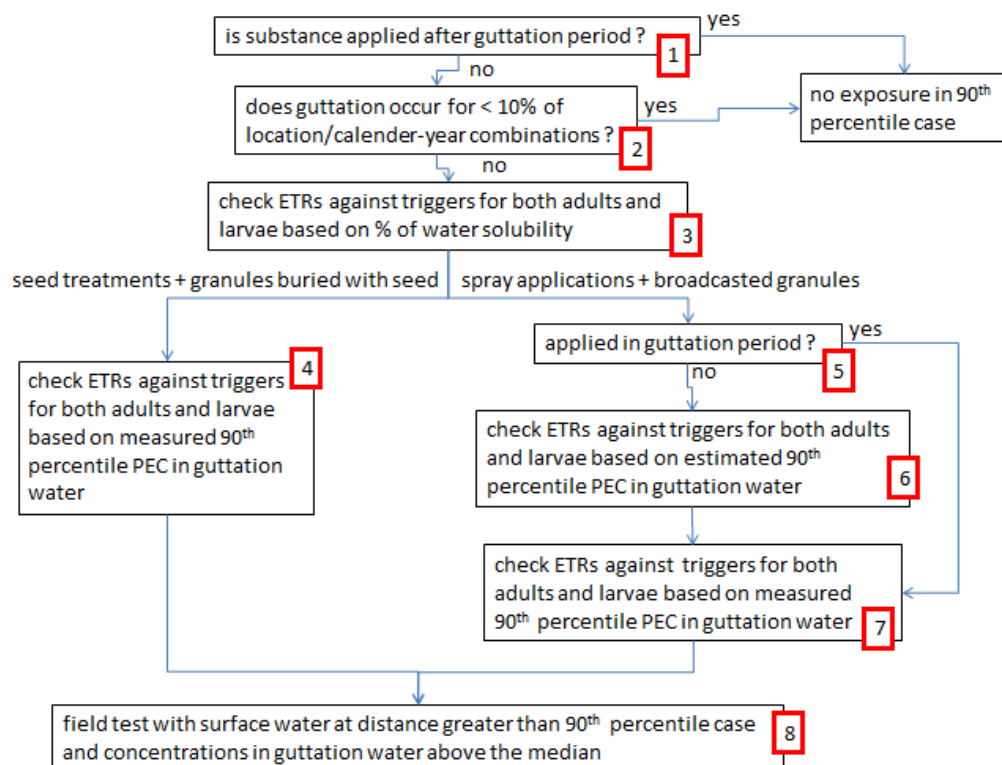 is substance applied after guttation period ?
1
yes
no
does guttation occur for < 10% of
location/calender-year combinations ?
2
yes
no
no exposure in 90th
percentile case
check ETRs against triggers for both adults and
larvae based on % of water solubility
3
seed treatments + granules buried with seed
spray applications + broadcasted granules
applied in guttation period ?
5
yes
no
check ETRs against triggers
for both adults and larvae
based on measured 90th
percentile PEC in guttation
water
4
check ETRs against triggers for both adults
and larvae based on estimated 90th
percentile PEC in guttation water
6
check ETRs against triggers for both
adults and larvae based on measured
90th percentile PEC in guttation water
7
field test with surface water at distance greater than 90th percentile case
and concentrations in guttation water above the median
8